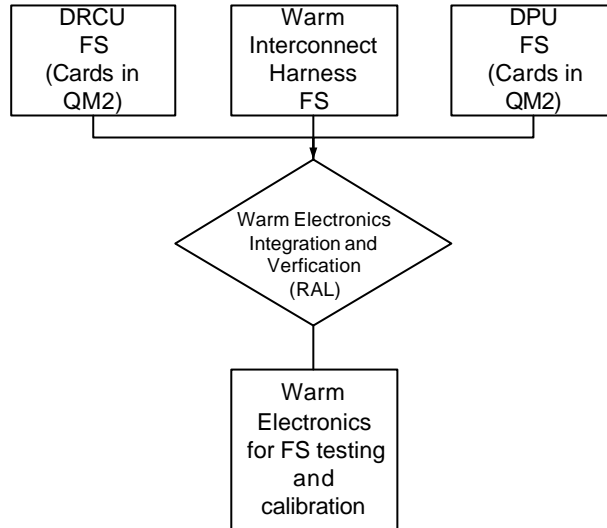 DRCU
FS
(Cards in
QM2)
Warm
Interconnect
Harness
FS
DPU
FS
(Cards in
QM2)
Warm Electronics
Integration and
Verfication
(RAL)
Warm
Electronics
for FS testing
and
calibration